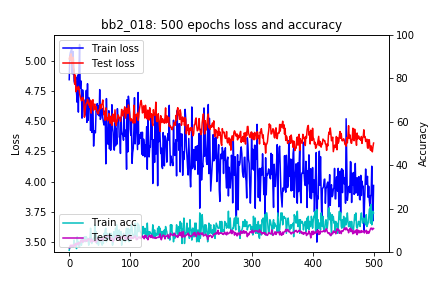 bb2_018: 500 epochs loss and accuracy
Train loss
Test loss
Train acc
Test acc
Loss
5.00
4.75
4.50
4.25
4.00
3.75
3.50
Accuracy
100
80
60
40
20
0
0 100 200 300 400 500